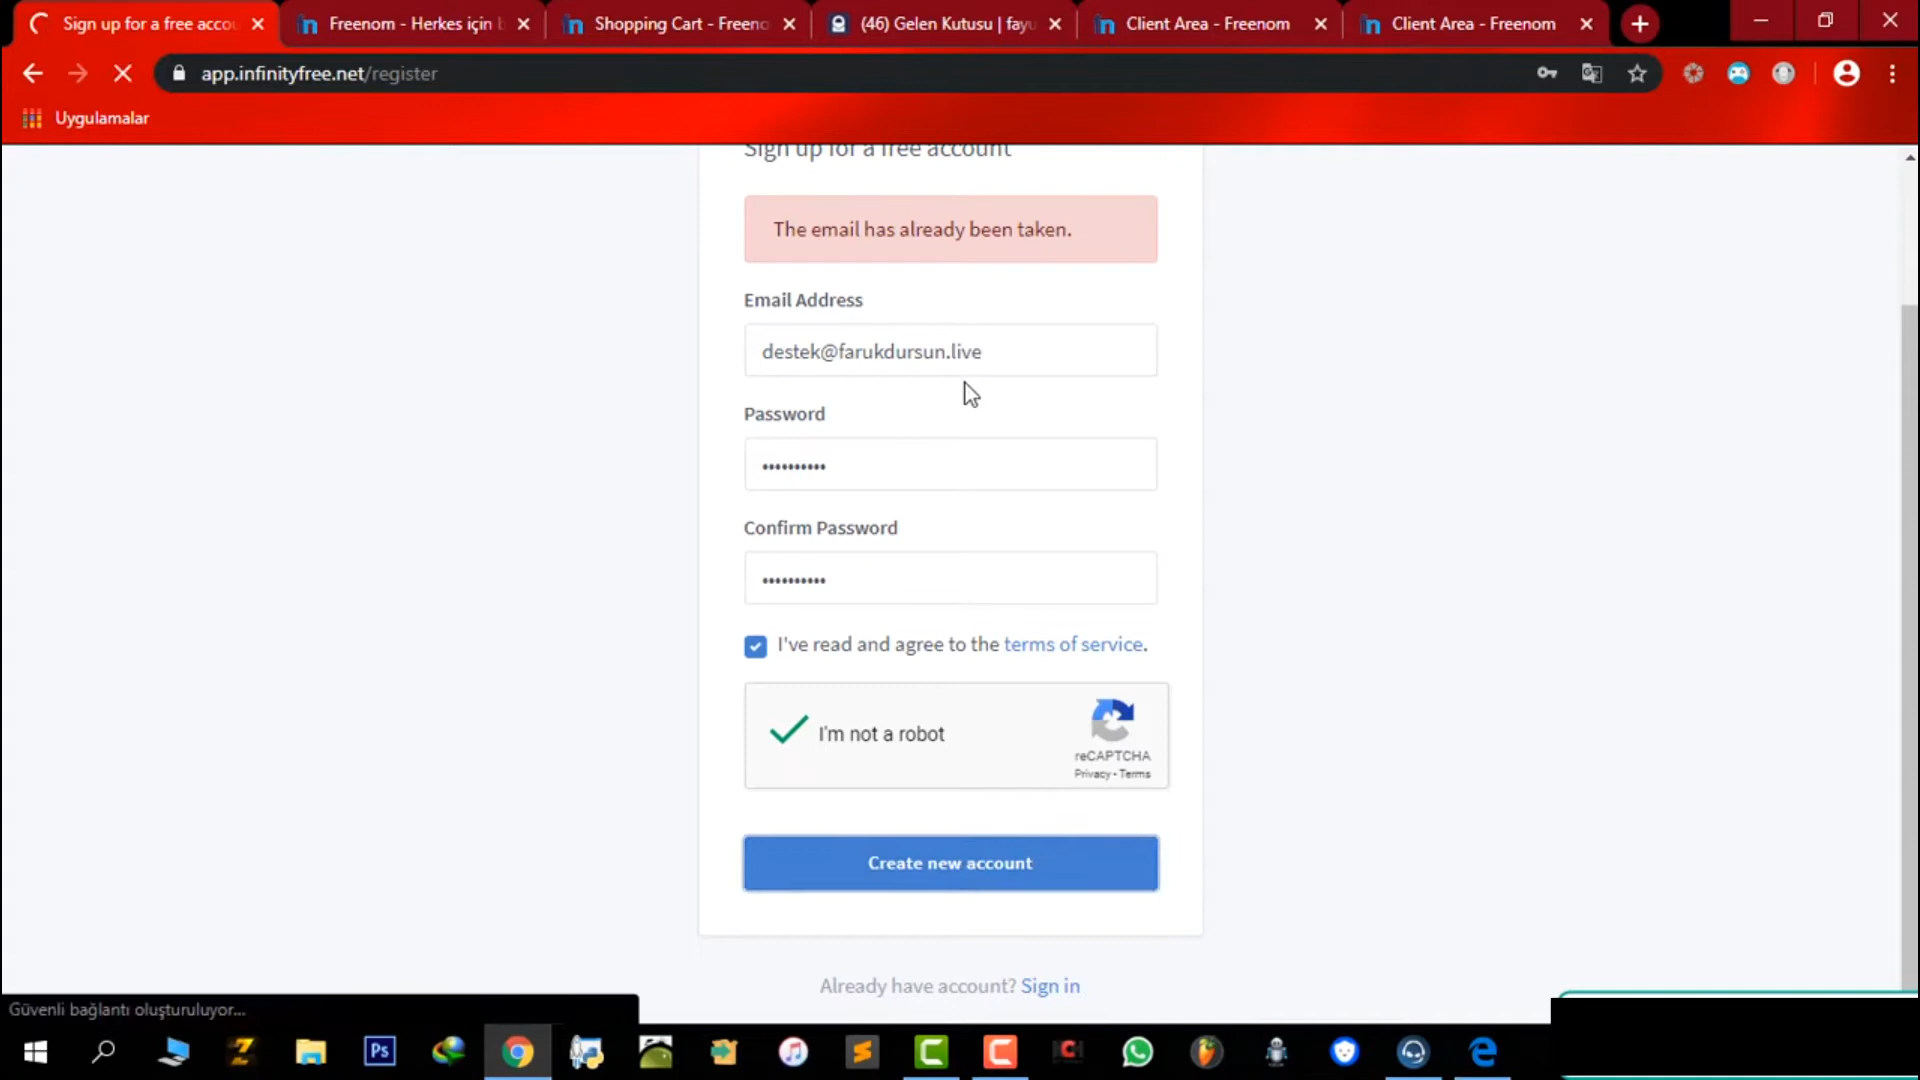 Sign up for a free accou
Freenom - Herkes için b
Shopping Cart - Freeno
(46) Gelen Kutusu | fayu
Client Area - Freenom
Client Area - Freenom
app.infinityfree.net/register
Uygulamalar
Sign up for a free account
The email has already been taken.
Email Address
destek@farukdursun.live
Password
••••••••••
Confirm Password
••••••••••
I've read and agree to the terms of service.
I'm not a robot
reCAPTCHA
Privacy - Terms
Create new account
Already have account? Sign in
Güvenli bağlantı oluşturuluyor...
Ps